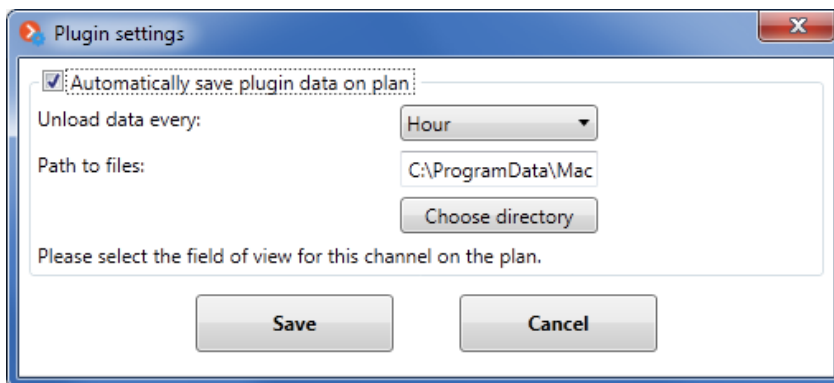 Plugin settings
Automatically save plugin data on plan
Unload data every:
Hour
Path to files:
C:\ProgramData\Mac
Choose directory
Please select the field of view for this channel on the plan.
Save
Cancel